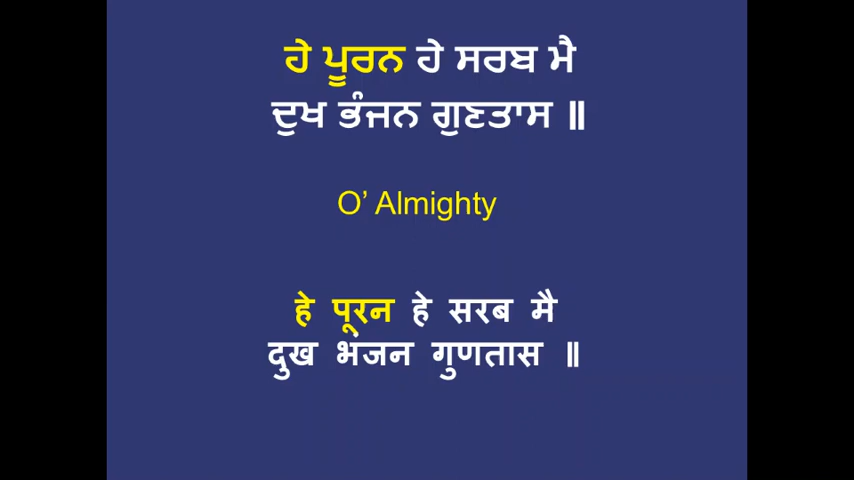 ਹੇ ਪੂਰਨ ਹੇ ਸਰਬ ਮੈ
ਦੁਖ ਭੰਜਨ ਗੁਣਤਾਸ ॥
O’ Almighty
हे पूरन हे सरब मै
दुख भंजन गुणतास ॥